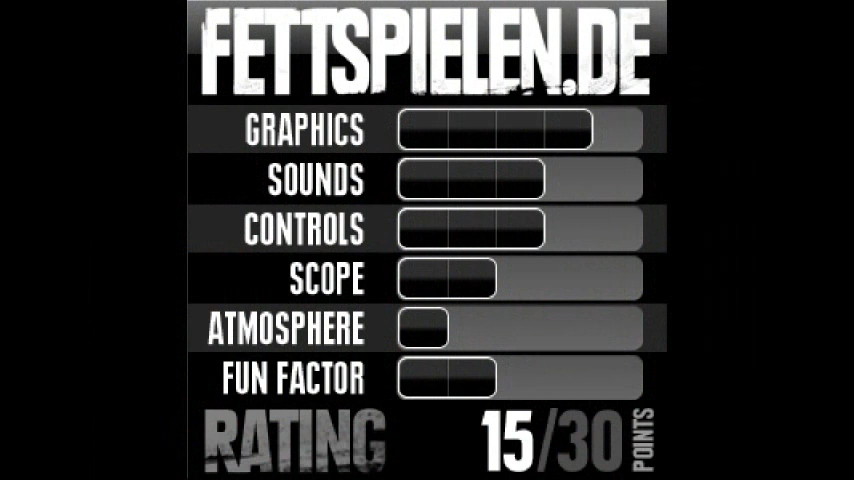 FETTSPIELEN.DE
GRAPHICS
SOUNDS
CONTROLS
SCOPE
ATMOSPHERE
FUN FACTOR
RATING 15/30 POINTS